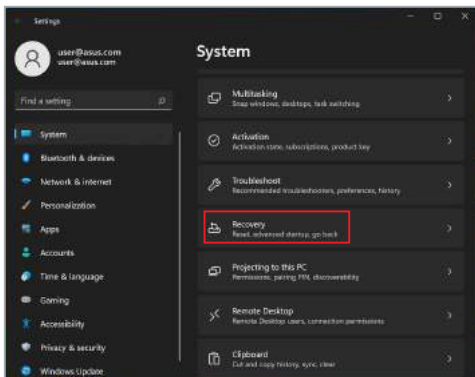 Settings
user@asus.com
user@asus.com
Find a setting
System
Bluetooth & devices
Network & internet
Personalization
Apps
Accounts
Time & language
Gaming
Accessibility
Privacy & security
Windows Update
System
Multitasking
Snap windows, desktops, task switching
Activation
Activation state, subscriptions, product key
Troubleshoot
Recommended troubleshooters, preferences, history
Recovery
Reset, advanced startup, go back
Projecting to this PC
Permissions, pairing PIN, discoverability
Remote Desktop
Remote Desktop users, connection permissions
Clipboard
Cut and copy history, sync, clear